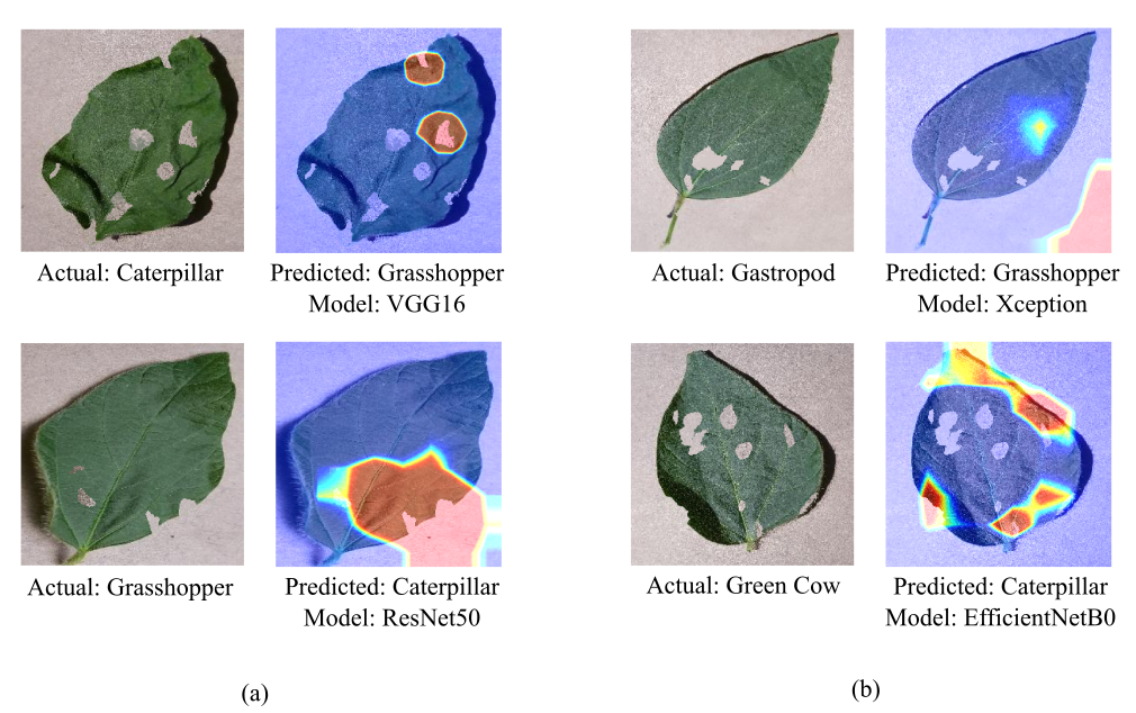 Actual: Caterpillar
Predicted: Grasshopper
Model: VGG16
Actual: Grasshopper
Predicted: Caterpillar
Model: ResNet50
(a)
Actual: Gastropod
Predicted: Grasshopper
Model: Xception
Actual: Green Cow
Predicted: Caterpillar
Model: EfficientNetB0
(b)